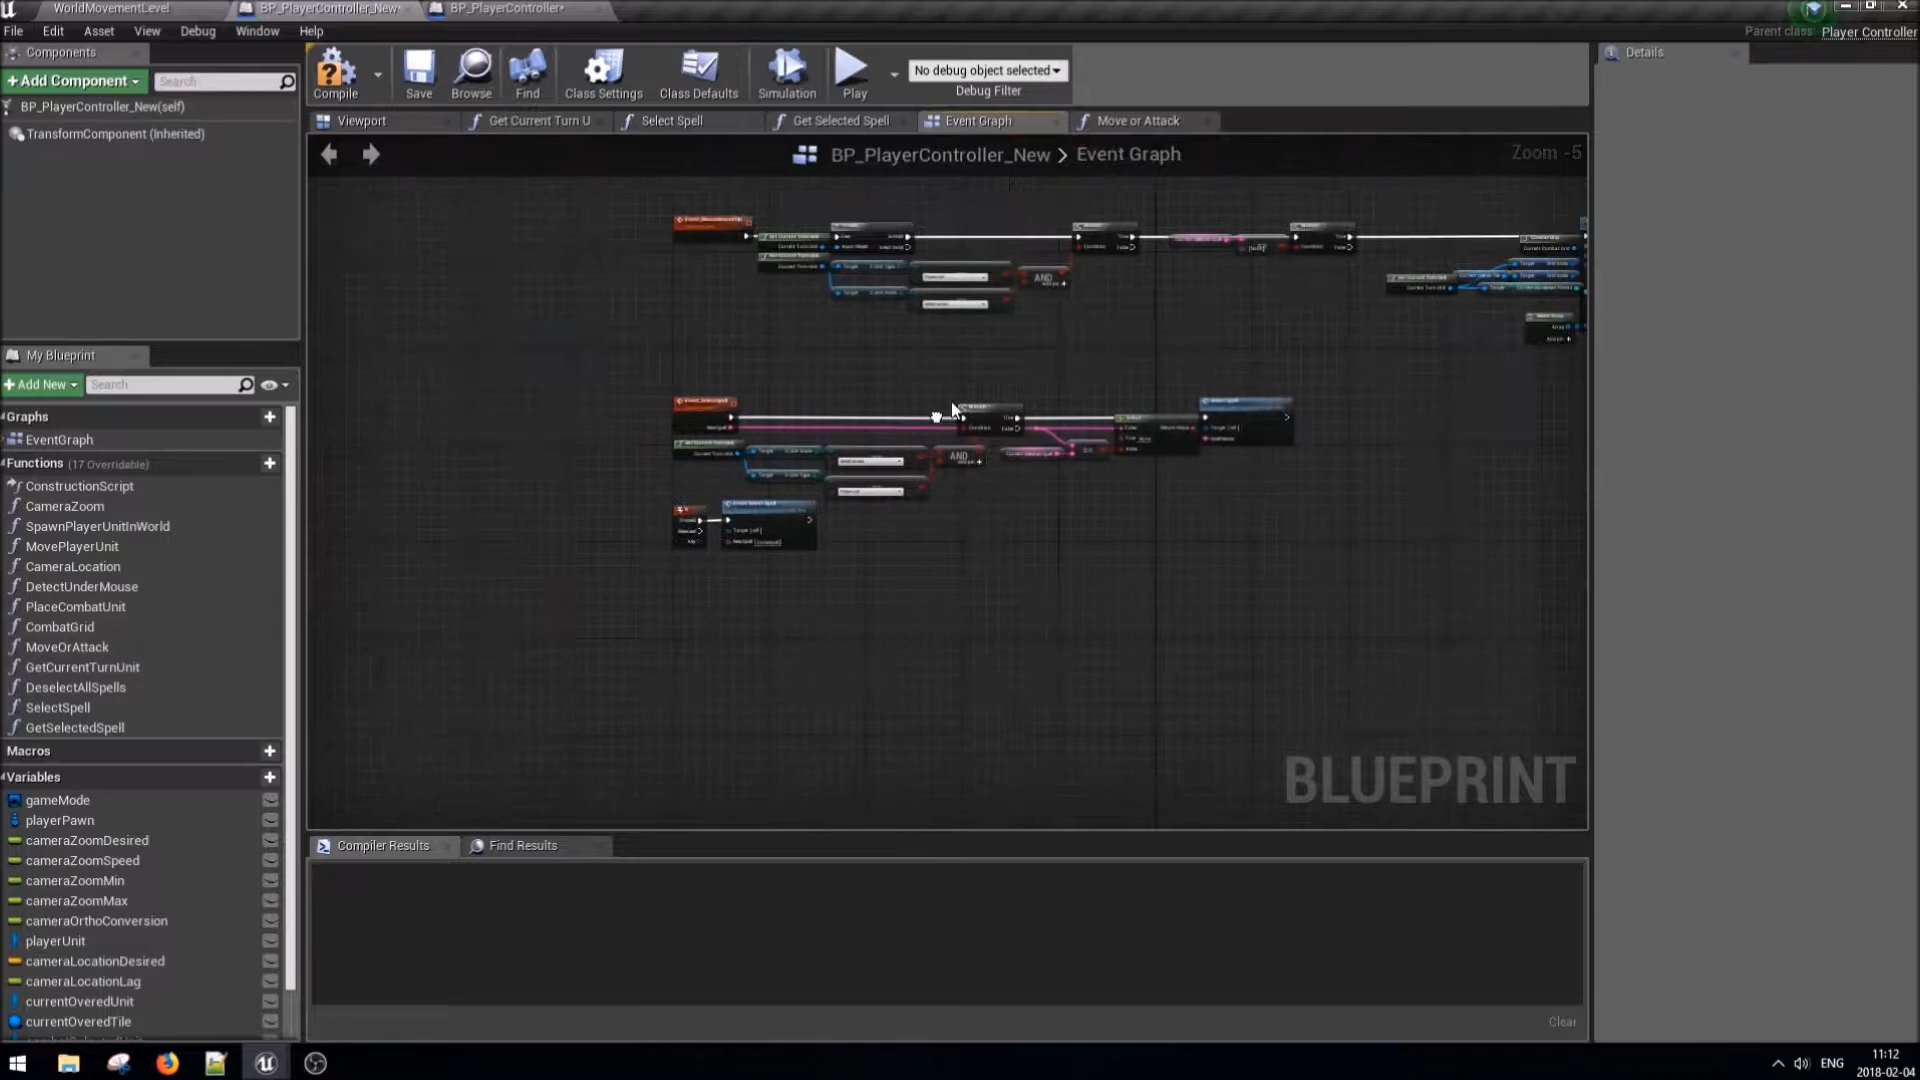 WorldMovementLevel
BP_PlayerController_New*
BP_PlayerController*
File Edit Asset View Debug Window Help
Parent class: Player Controller
Components
+Add Component
Search
BP_PlayerController_New(self)
TransformComponent (Inherited)
Compile
Save
Browse
Find
Class Settings
Class Defaults
Simulation
Play
No debug object selected
Debug Filter
Details
Viewport
Get Current Turn U
Select Spell
Get Selected Spell
Event Graph
Move or Attack
BP_PlayerController_New > Event Graph
Zoom -5
AND
AND
BLUEPRINT
My Blueprint
+Add New
Search
Graphs
EventGraph
Functions (17 Overridable)
ConstructionScript
CameraZoom
SpawnPlayerUnitInWorld
MovePlayerUnit
CameraLocation
DetectUnderMouse
PlaceCombatUnit
CombatGrid
MoveOrAttack
GetCurrentTurnUnit
DeselectAllSpells
SelectSpell
GetSelectedSpell
Macros
Variables
gameMode
playerPawn
cameraZoomDesired
cameraZoomSpeed
cameraZoomMin
cameraZoomMax
cameraOrthoConversion
playerUnit
cameraLocationDesired
cameraLocationLag
currentOveredUnit
currentOveredTile
Compiler Results
Find Results
Clear
ENG
11:12
2018-02-04